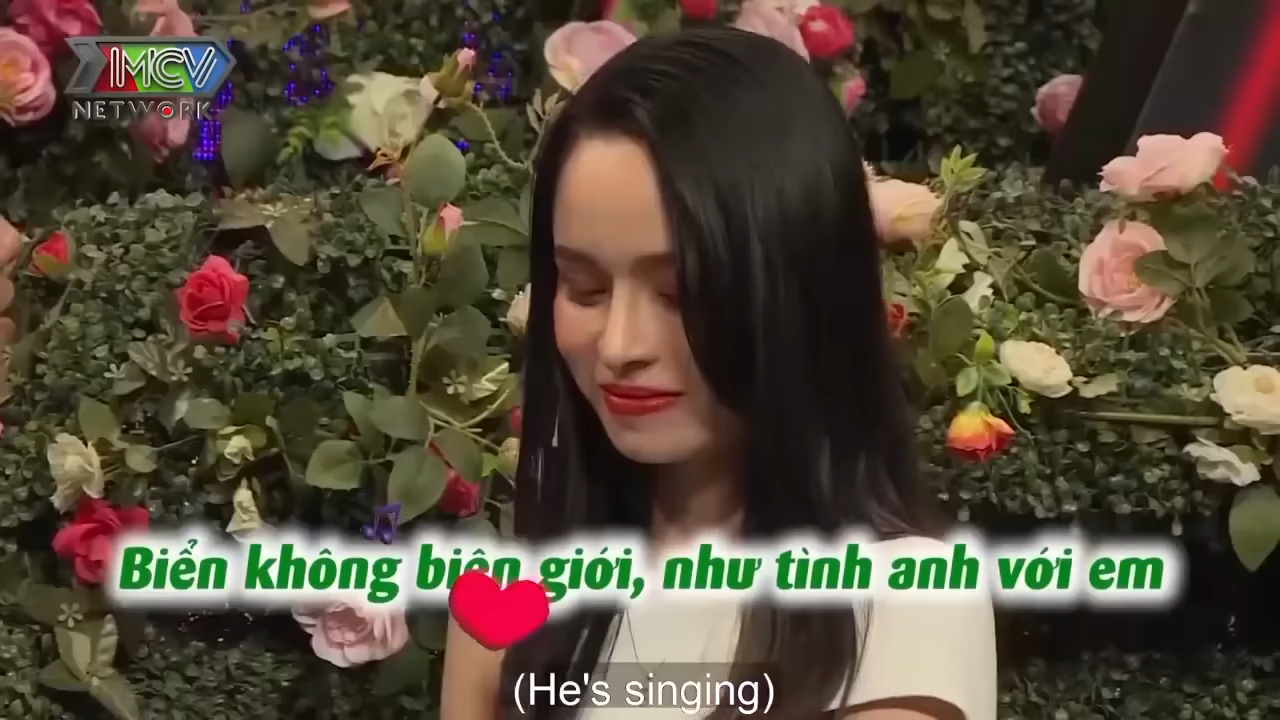 MCV
NETWORK
Biển không biên giới, như tình anh với em
(He's singing)